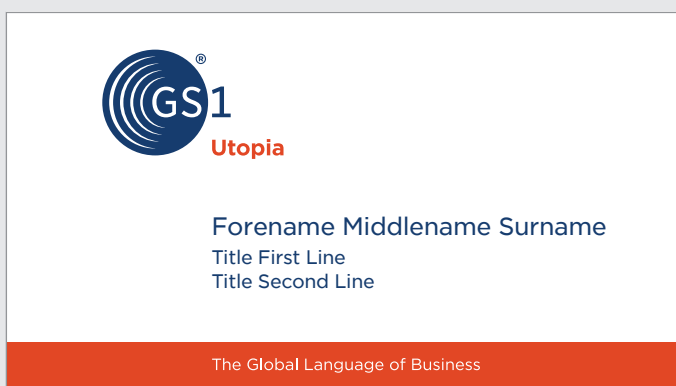 GS1®
Utopia
Forename Middlename Surname
Title First Line
Title Second Line
The Global Language of Business